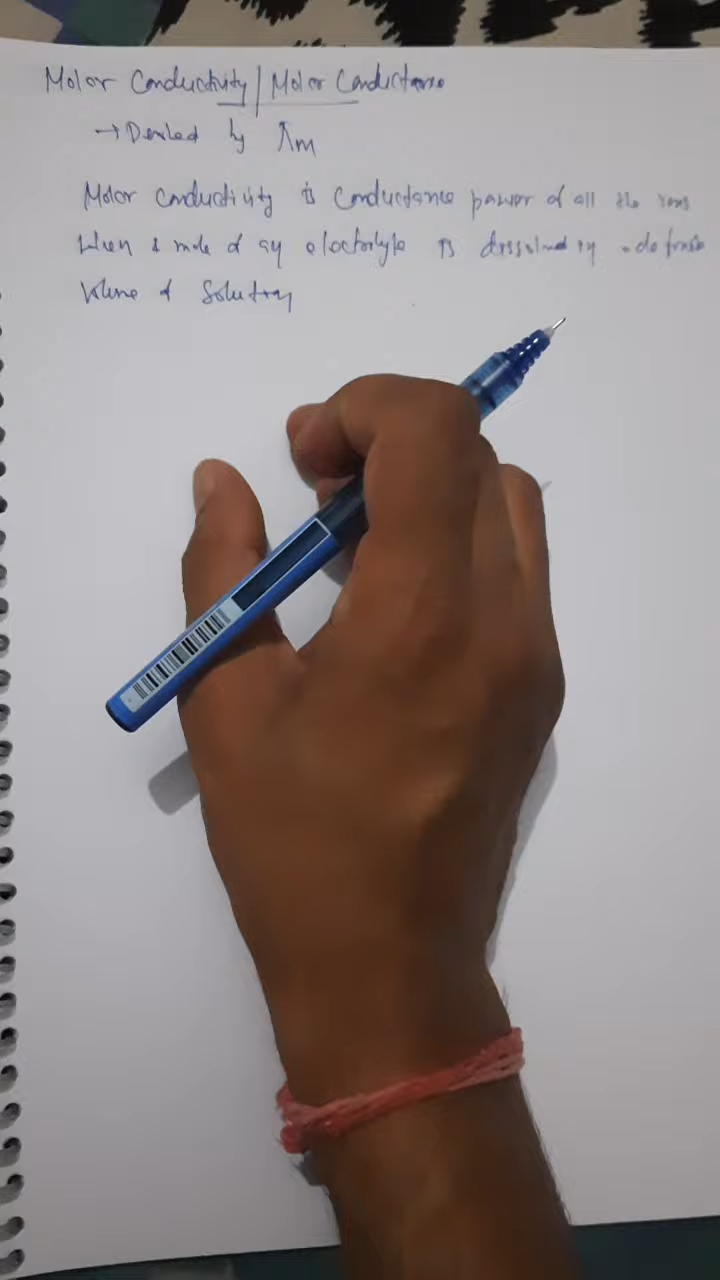 Molar Conductivity / Molar Conductance
→ Denoted by Λm
Molar conductivity is conductance power of all the ions
When 1 mole of an electrolyte is dissolved in definite
Volume of Solution